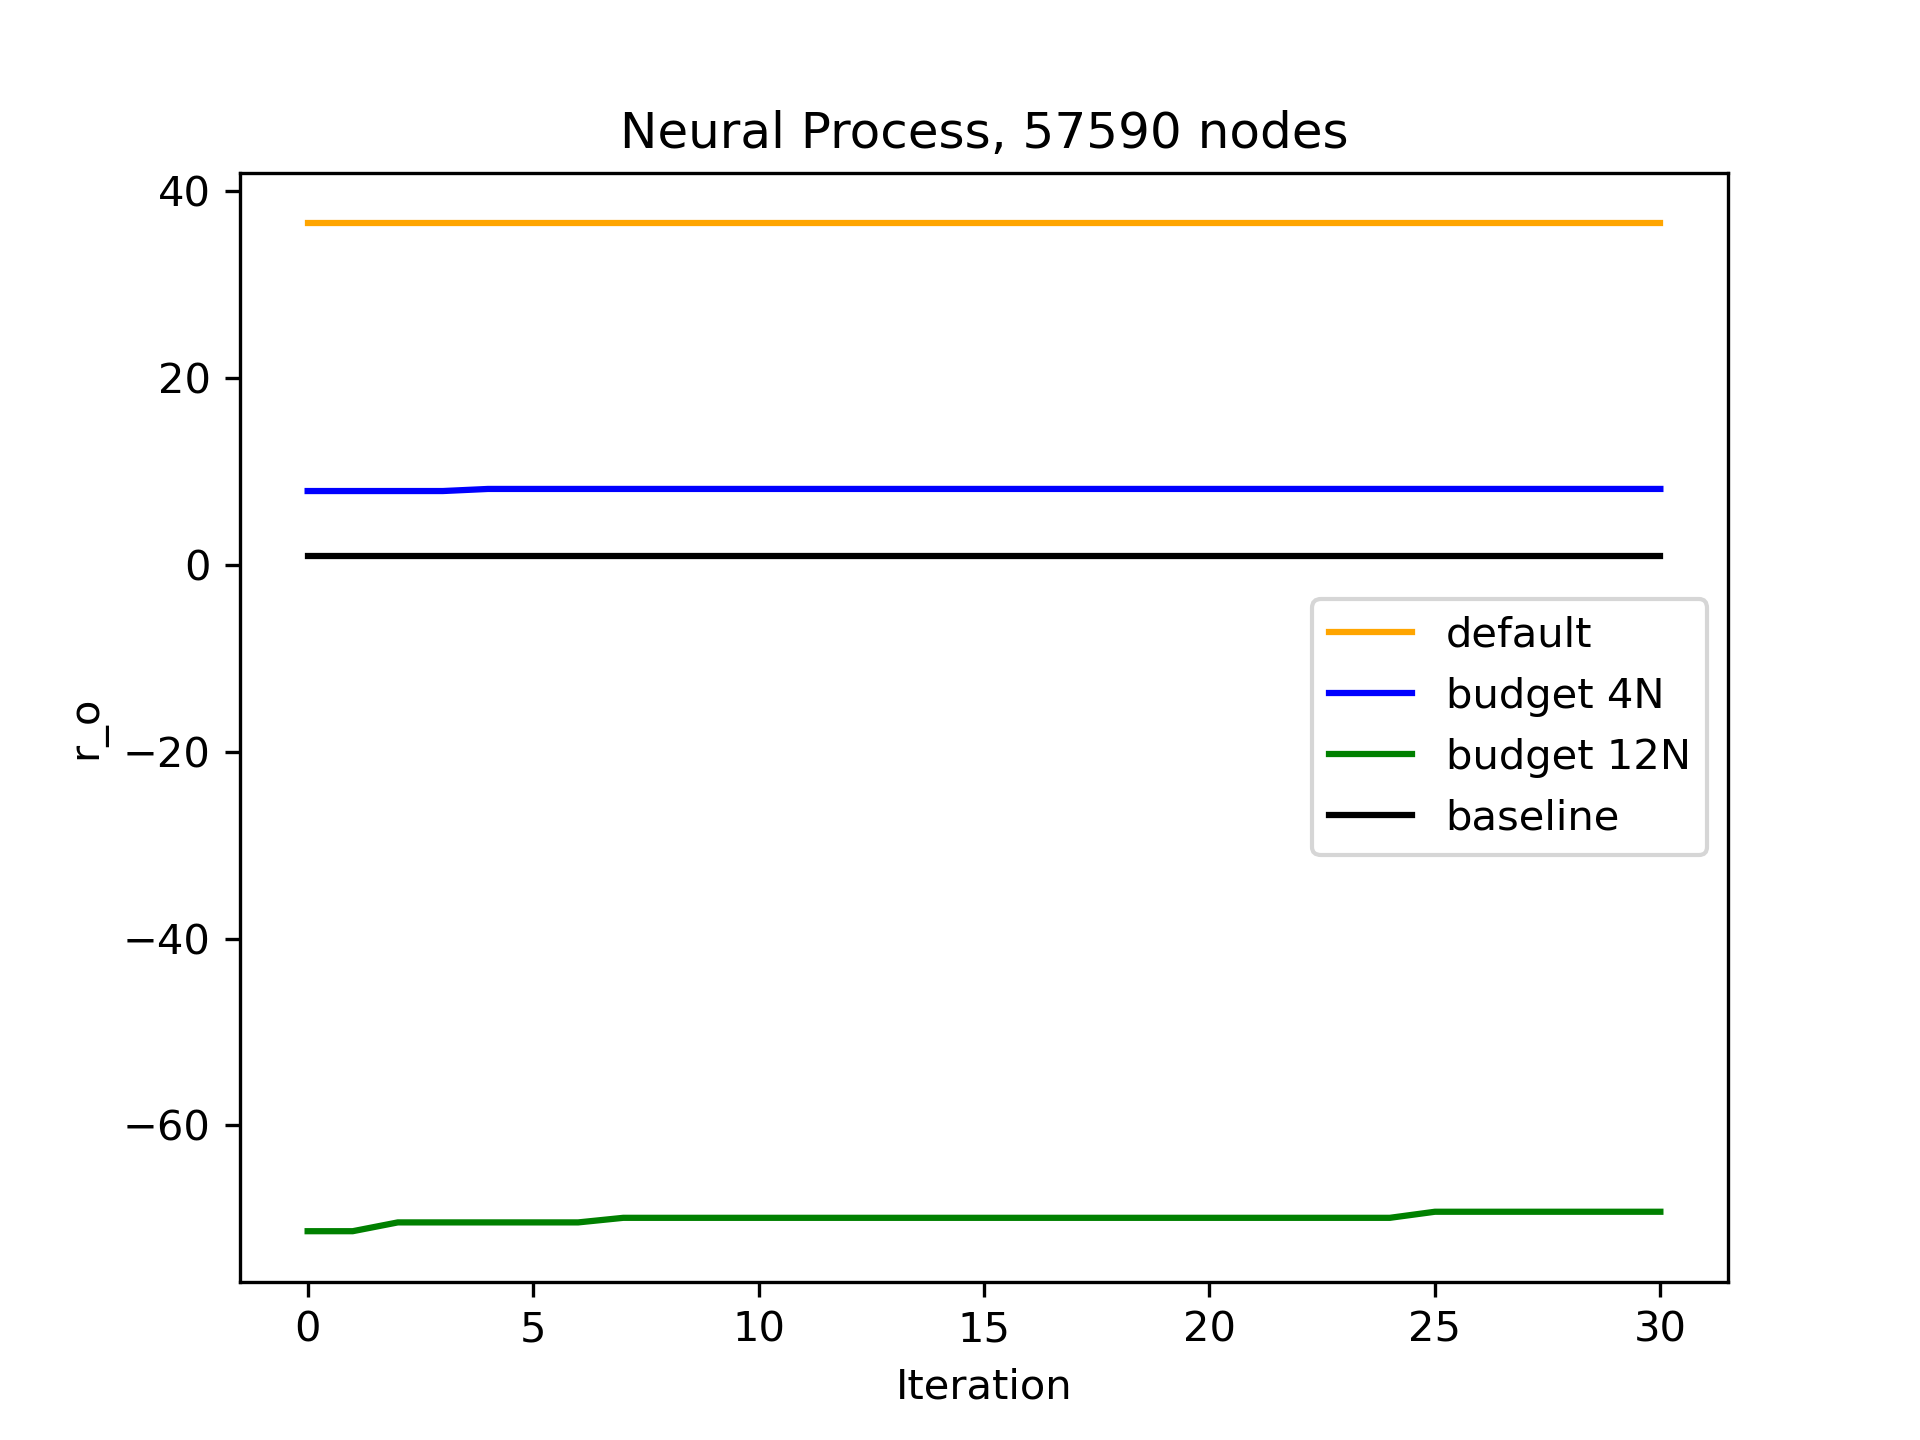 Neural Process, 57590 nodes
40
20
0
−20
−40
−60
r_o
default
budget 4N
budget 12N
baseline
0 5 10 15 20 25 30
Iteration